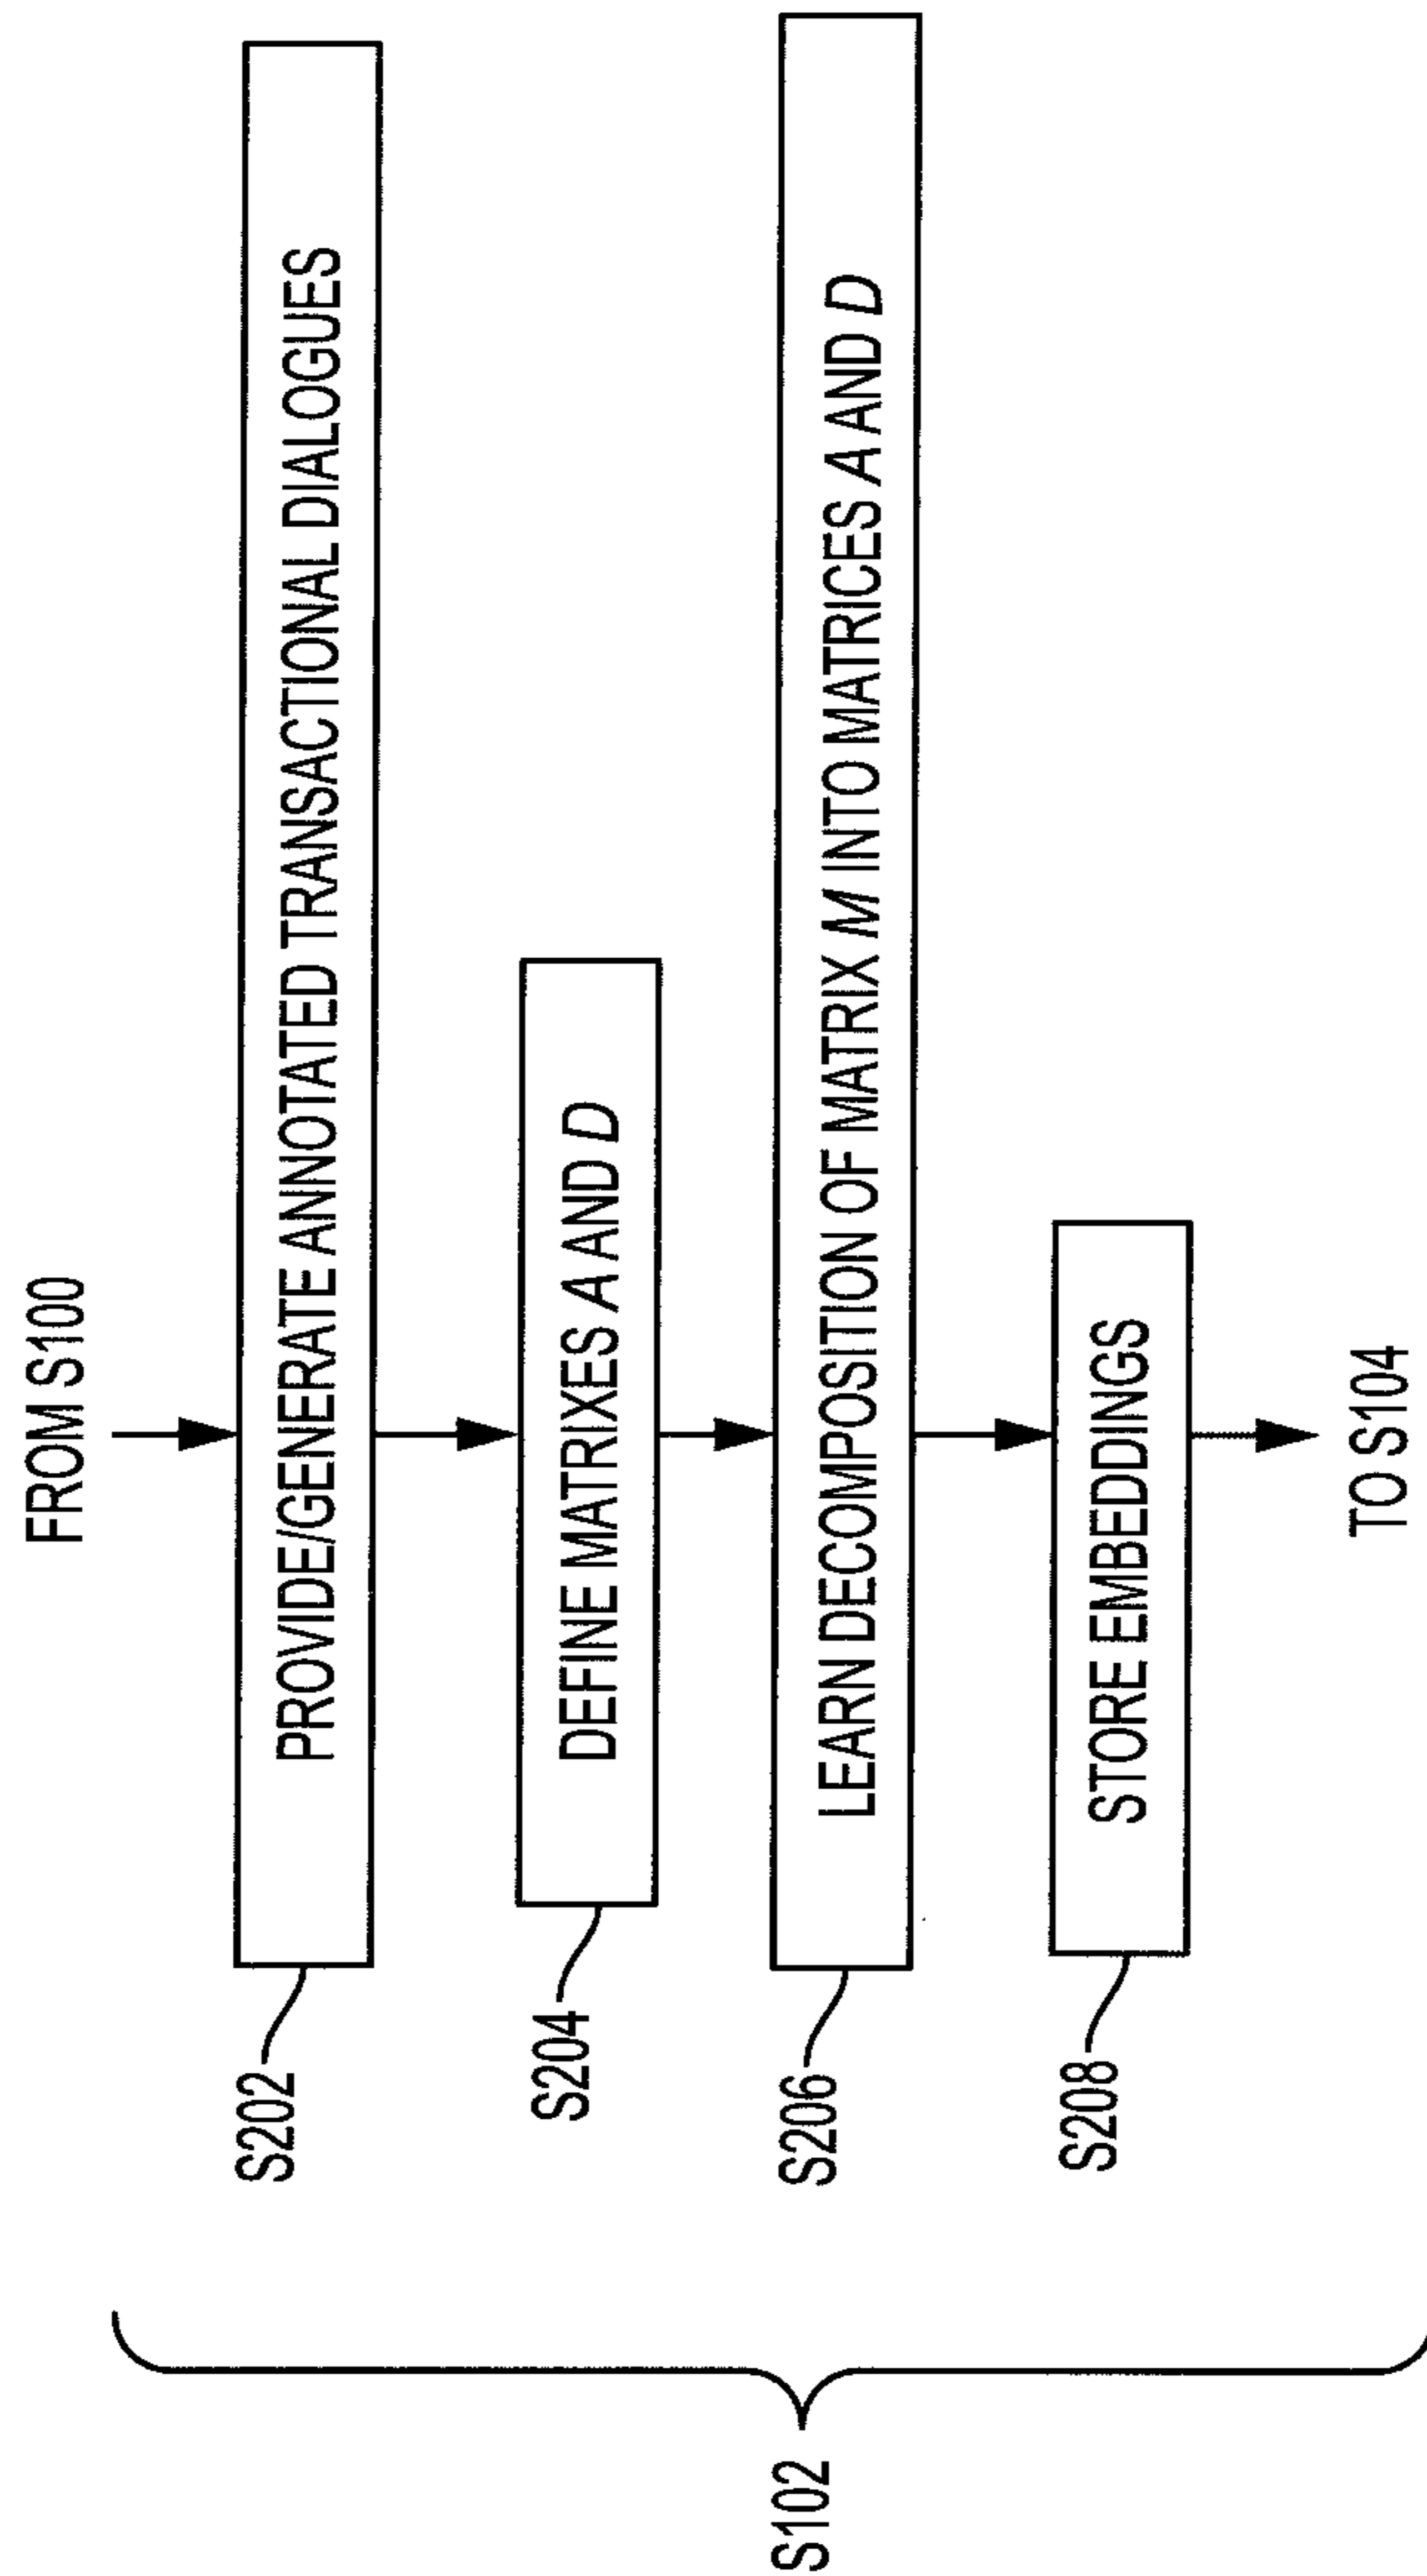 FROM S100
S202
PROVIDE/GENERATE ANNOTATED TRANSACTIONAL DIALOGUES
S204
DEFINE MATRIXES A AND D
S102
S206
LEARN DECOMPOSITION OF MATRIX M INTO MATRICES A AND D
S208
STORE EMBEDDINGS
TO S104